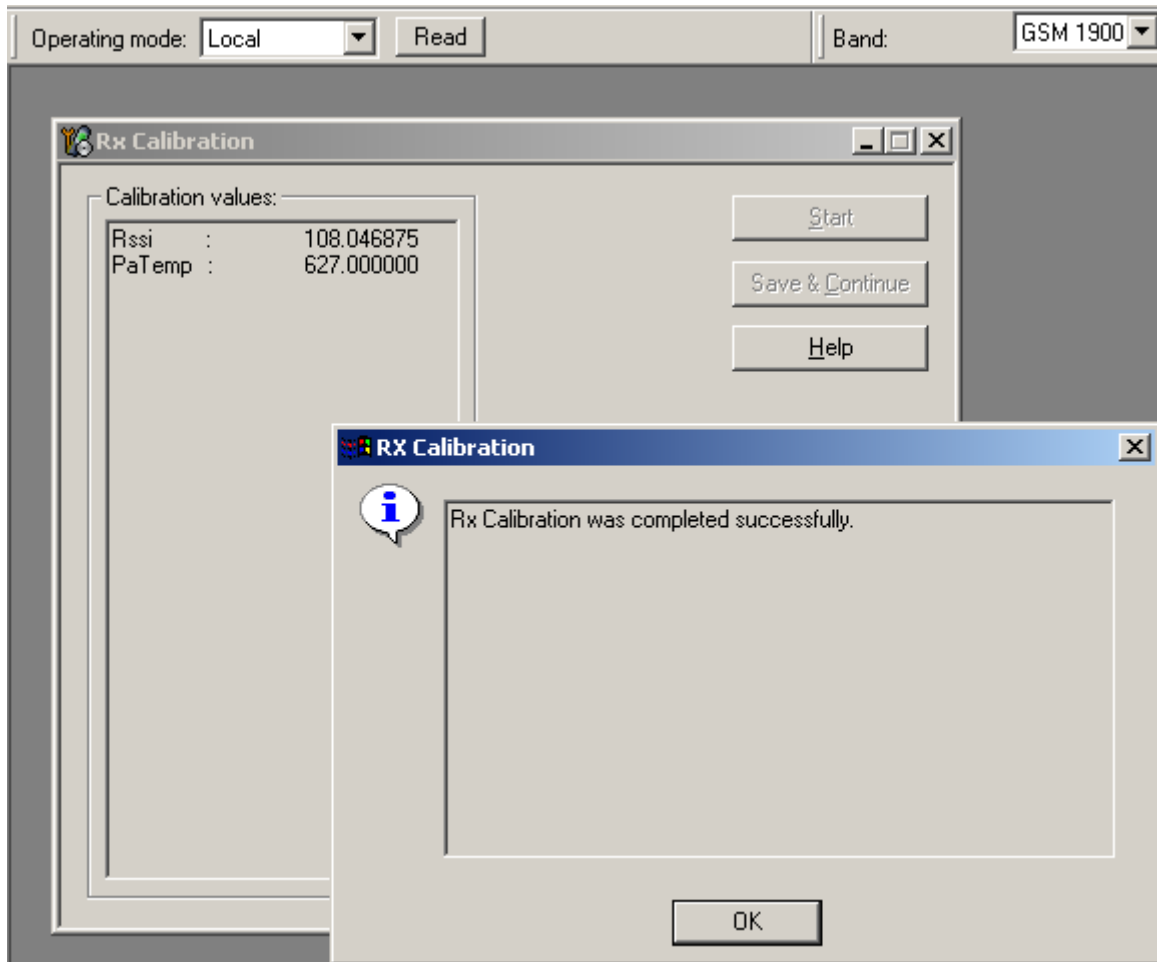 Operating mode: Local Read Band: GSM 1900
Rx Calibration
Calibration values:
Rssi : 108.046875
PaTemp : 627.000000
Start
Save & Continue
Help
RX Calibration
Rx Calibration was completed successfully.
OK